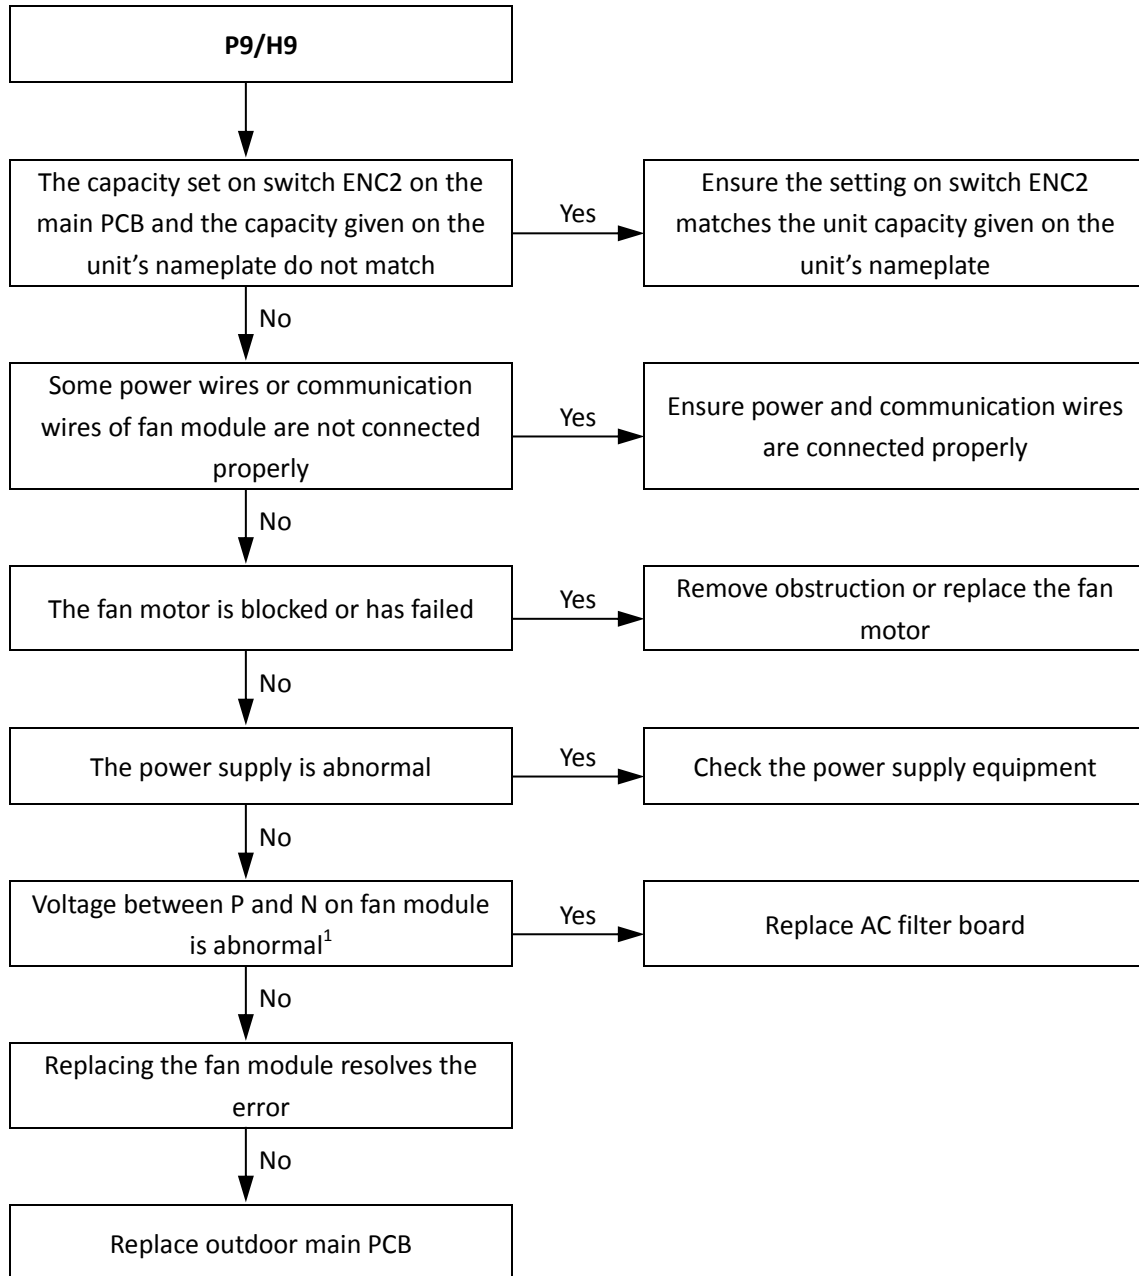 P9/H9
The capacity set on switch ENC2 on the
main PCB and the capacity given on the
unit’s nameplate do not match
Yes
Ensure the setting on switch ENC2
matches the unit capacity given on the
unit’s nameplate
No
Some power wires or communication
wires of fan module are not connected
properly
Yes
Ensure power and communication wires
are connected properly
No
The fan motor is blocked or has failed
Yes
Remove obstruction or replace the fan
motor
No
The power supply is abnormal
Yes
Check the power supply equipment
No
Voltage between P and N on fan module
is abnormal¹
Yes
Replace AC filter board
No
Replacing the fan module resolves the
error
No
Replace outdoor main PCB